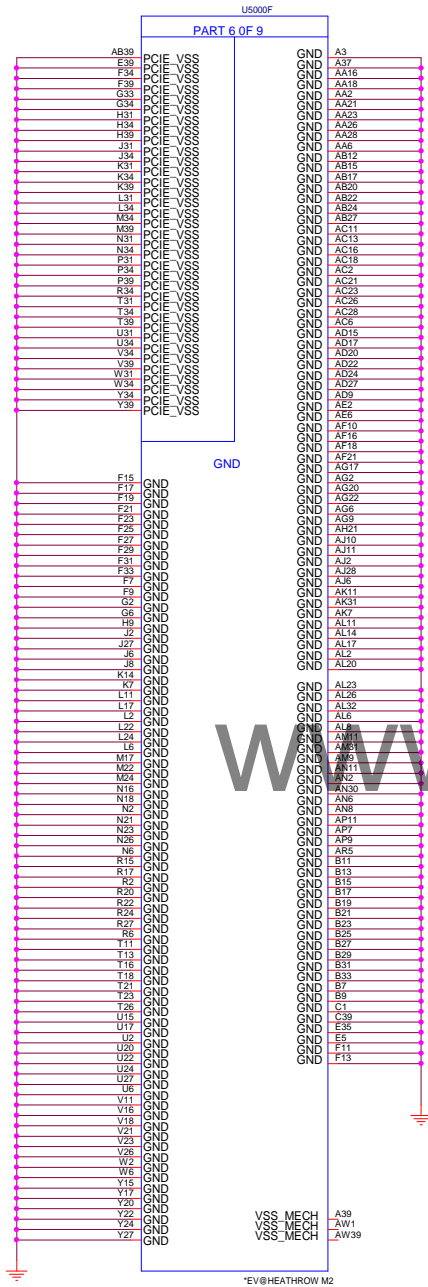 U5000F
PART 6 0F 9
AB39 PCIE_VSS
E39 PCIE_VSS
F34 PCIE_VSS
F39 PCIE_VSS
G33 PCIE_VSS
G34 PCIE_VSS
H31 PCIE_VSS
H34 PCIE_VSS
H39 PCIE_VSS
J31 PCIE_VSS
J34 PCIE_VSS
K31 PCIE_VSS
K34 PCIE_VSS
K39 PCIE_VSS
L31 PCIE_VSS
L34 PCIE_VSS
M34 PCIE_VSS
M39 PCIE_VSS
N31 PCIE_VSS
N34 PCIE_VSS
P31 PCIE_VSS
P34 PCIE_VSS
P39 PCIE_VSS
R34 PCIE_VSS
T31 PCIE_VSS
T34 PCIE_VSS
T39 PCIE_VSS
U31 PCIE_VSS
U34 PCIE_VSS
V34 PCIE_VSS
V39 PCIE_VSS
W31 PCIE_VSS
W34 PCIE_VSS
Y34 PCIE_VSS
Y39 PCIE_VSS
GND
F15 GND
F17 GND
F19 GND
F21 GND
F23 GND
F25 GND
F27 GND
F29 GND
F31 GND
F33 GND
F7 GND
F9 GND
G2 GND
G6 GND
H9 GND
J2 GND
J27 GND
J6 GND
J8 GND
K14 GND
K7 GND
L11 GND
L17 GND
L2 GND
L22 GND
L24 GND
L6 GND
M17 GND
M22 GND
M24 GND
N16 GND
N18 GND
N2 GND
N21 GND
N23 GND
N26 GND
N6 GND
R15 GND
R17 GND
R2 GND
R20 GND
R22 GND
R24 GND
R27 GND
R6 GND
T11 GND
T13 GND
T16 GND
T18 GND
T21 GND
T23 GND
T26 GND
U15 GND
U17 GND
U2 GND
U20 GND
U22 GND
U24 GND
U27 GND
U6 GND
V11 GND
V16 GND
V18 GND
V21 GND
V23 GND
V26 GND
W2 GND
W6 GND
Y15 GND
Y17 GND
Y20 GND
Y22 GND
Y24 GND
Y27 GND
GND A3
GND A37
GND AA16
GND AA18
GND AA2
GND AA21
GND AA23
GND AA26
GND AA28
GND AA6
GND AB12
GND AB15
GND AB17
GND AB20
GND AB22
GND AB24
GND AB27
GND AC11
GND AC13
GND AC16
GND AC18
GND AC2
GND AC21
GND AC23
GND AC26
GND AC28
GND AC6
GND AD15
GND AD17
GND AD20
GND AD22
GND AD24
GND AD27
GND AD9
GND AE2
GND AE6
GND AF10
GND AF16
GND AF18
GND AF21
GND AG17
GND AG2
GND AG20
GND AG22
GND AG6
GND AG9
GND AH21
GND AJ10
GND AJ11
GND AJ2
GND AJ28
GND AJ6
GND AK11
GND AK31
GND AK7
GND AL11
GND AL14
GND AL17
GND AL2
GND AL20
GND AL23
GND AL26
GND AL32
GND AL6
GND AL8
GND AM11
GND AM31
GND AM9
GND AN11
GND AN2
GND AN30
GND AN6
GND AN8
GND AP11
GND AP7
GND AP9
GND AR5
GND B11
GND B13
GND B15
GND B17
GND B19
GND B21
GND B23
GND B25
GND B27
GND B29
GND B31
GND B33
GND B7
GND B9
GND C1
GND C39
GND E35
GND E5
GND F11
GND F13
VSS_MECH A39
VSS_MECH AW1
VSS_MECH AW39
*EV@HEATHROW M2